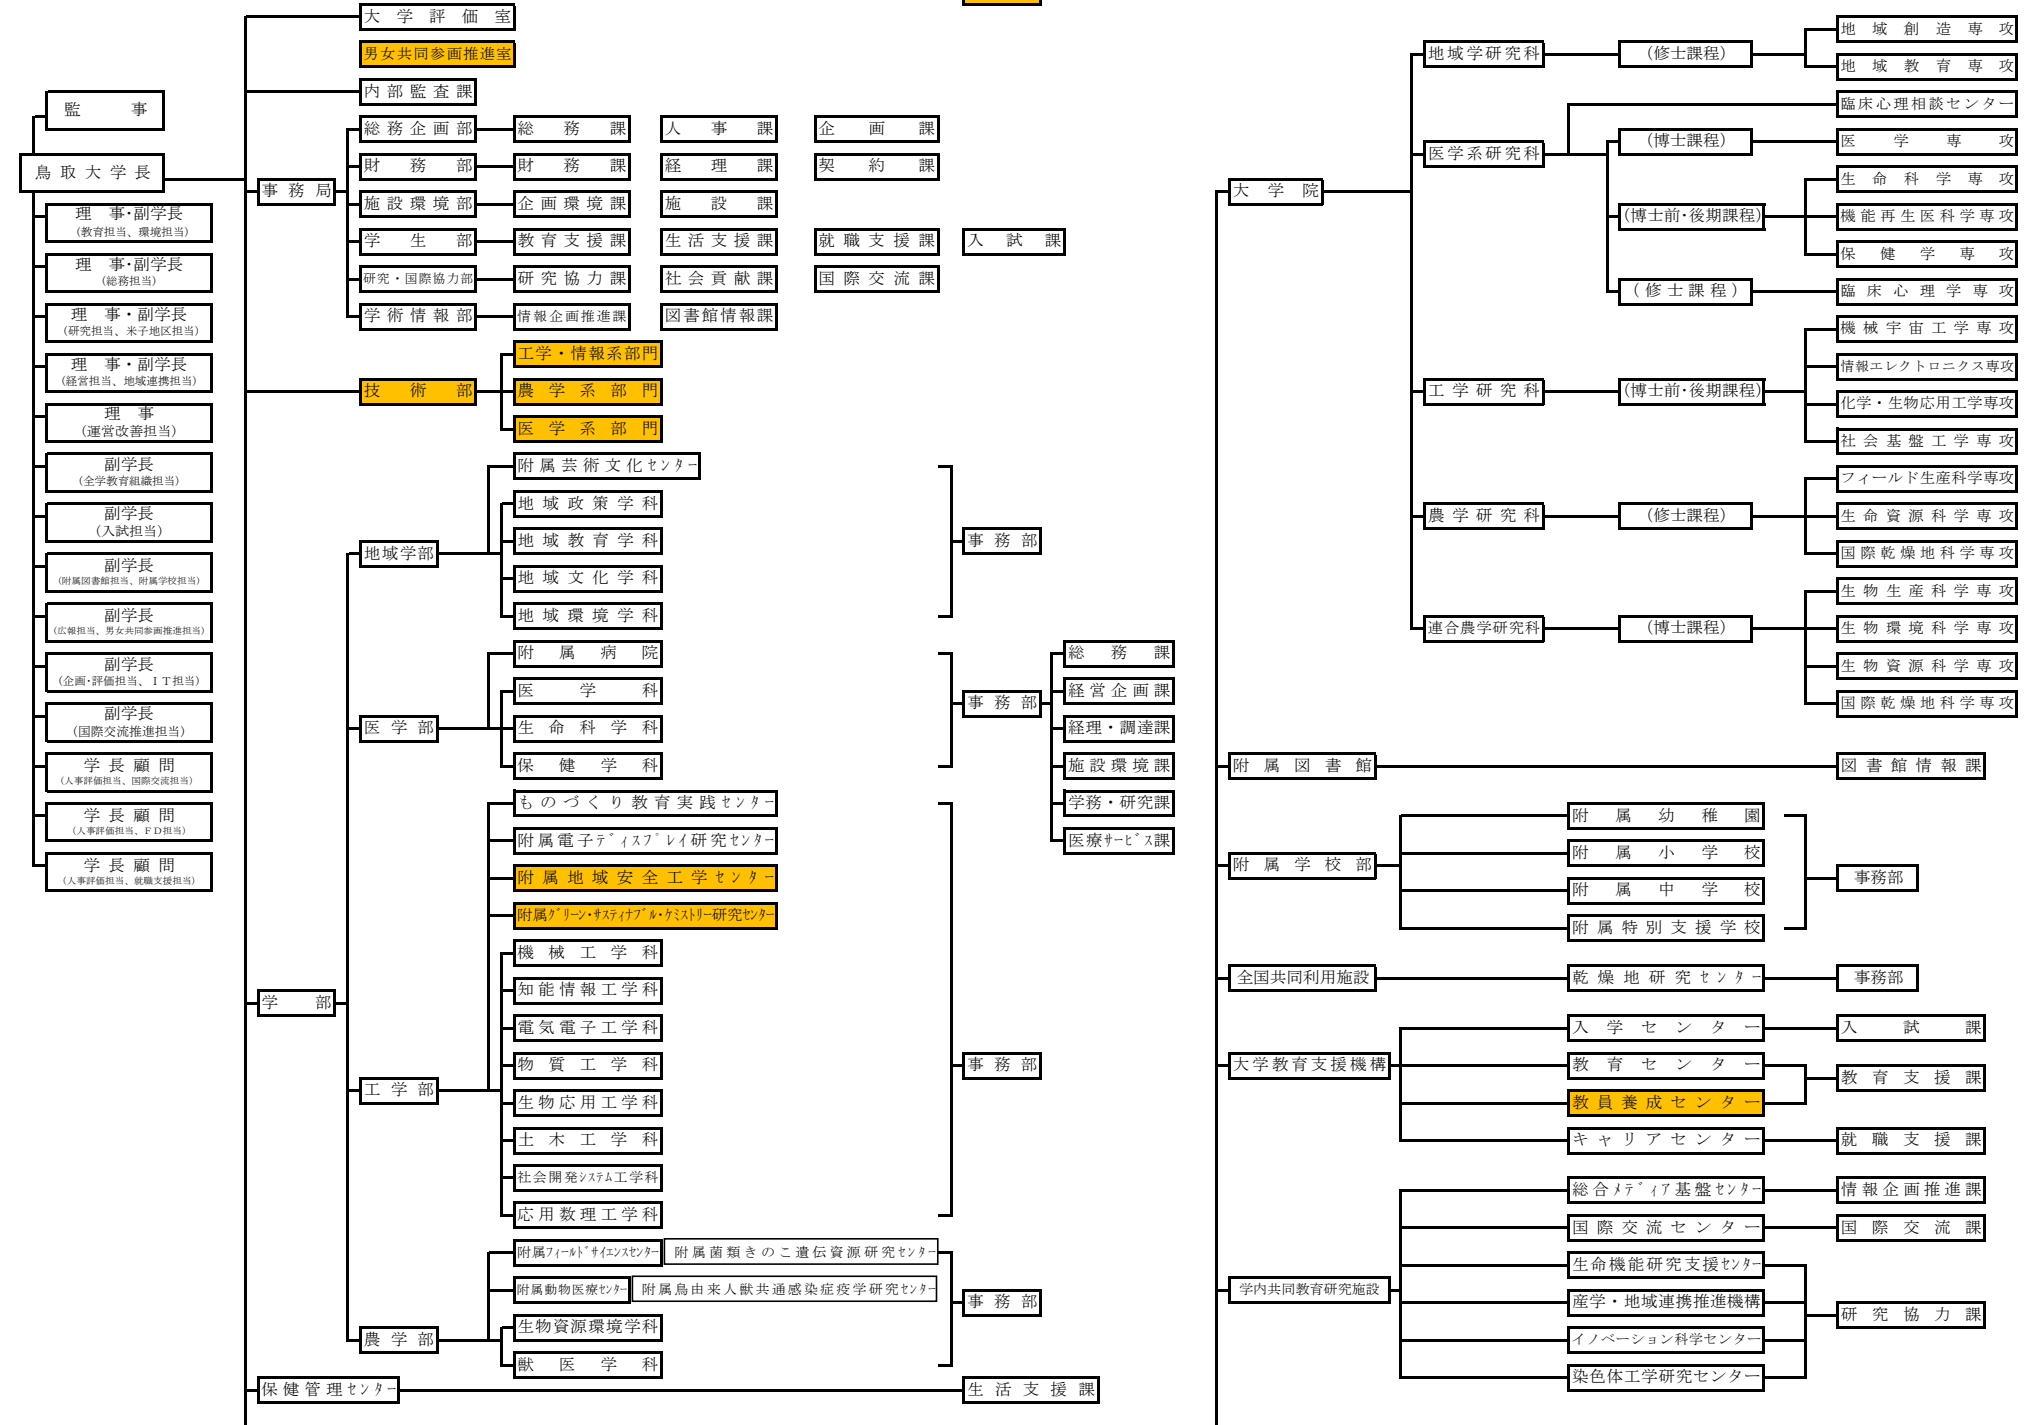 監事
鳥取大学長
理 事・副学長
(教育担当、環境担当)
理 事・副学長
(総務担当)
理 事・副学長
(研究担当、米子地区担当)
理 事・副学長
(経営担当、地域連携担当)
理 事
(運営改善担当)
副学長
(全学教育組織担当)
副学長
(入試担当)
副学長
(附属図書館担当、附属学校担当)
副学長
(広報担当、男女共同参画推進担当)
副学長
(企画・評価担当、IT担当)
副学長
(国際交流推進担当)
学長顧問
(人事評価担当、国際交流担当)
学長顧問
(人事評価担当、FD担当)
学長顧問
(人事評価担当、就職支援担当)
大学評価室
男女共同参画推進室
内部監査課
事務局
総務企画部 総務課 人事課 企画課
財務部 財務課 経理課 契約課
施設環境部 企画環境課 施設課
学生部 教育支援課 生活支援課 就職支援課 入試課
研究・国際協力部 研究協力課 社会貢献課 国際交流課
学術情報部 情報企画推進課 図書館情報課
技術部
工学・情報系部門
農学系部門
医学系部門
学部
地域学部
附属芸術文化センター
地域政策学科
地域教育学科
地域文化学科
地域環境学科
事務部
医学部
附属病院
医学科
生命科学科
保健学科
事務部
総務課
経営企画課
経理・調達課
施設環境課
学務・研究課
医療サービス課
工学部
ものづくり教育実践センター
附属電子ディスプレイ研究センター
附属地域安全工学センター
附属グリーン・サスティナブル・ケミストリー研究センター
機械工学科
知能情報工学科
電気電子工学科
物質工学科
生物応用工学科
土木工学科
社会開発システム工学科
応用数理工学科
事務部
農学部
附属フィールドサイエンスセンター 附属菌類きのこ遺伝資源研究センター
附属動物医療センター 附属鳥由来人獣共通感染症疫学研究センター
生物資源環境学科
獣医学科
事務部
保健管理センター 生活支援課
大学院
地域学研究科 (修士課程)
地域創造専攻
地域教育専攻
医学系研究科
臨床心理相談センター
(博士課程) 医学専攻
(博士前・後期課程)
生命科学専攻
機能再生医科学専攻
保健学専攻
(修士課程) 臨床心理学専攻
工学研究科 (博士前・後期課程)
機械宇宙工学専攻
情報エレクトロニクス専攻
化学・生物応用工学専攻
社会基盤工学専攻
農学研究科 (修士課程)
フィールド生産科学専攻
生命資源科学専攻
国際乾燥地科学専攻
連合農学研究科 (博士課程)
生物生産科学専攻
生物環境科学専攻
生物資源科学専攻
国際乾燥地科学専攻
附属図書館 図書館情報課
附属学校部
附属幼稚園
附属小学校
附属中学校
附属特別支援学校
事務部
全国共同利用施設 乾燥地研究センター 事務部
大学教育支援機構
入学センター 入試課
教育センター
教員養成センター
教育支援課
キャリアセンター 就職支援課
学内共同教育研究施設
総合メディア基盤センター 情報企画推進課
国際交流センター 国際交流課
生命機能研究支援センター
産学・地域連携推進機構
イノベーション科学センター
染色体工学研究センター
研究協力課